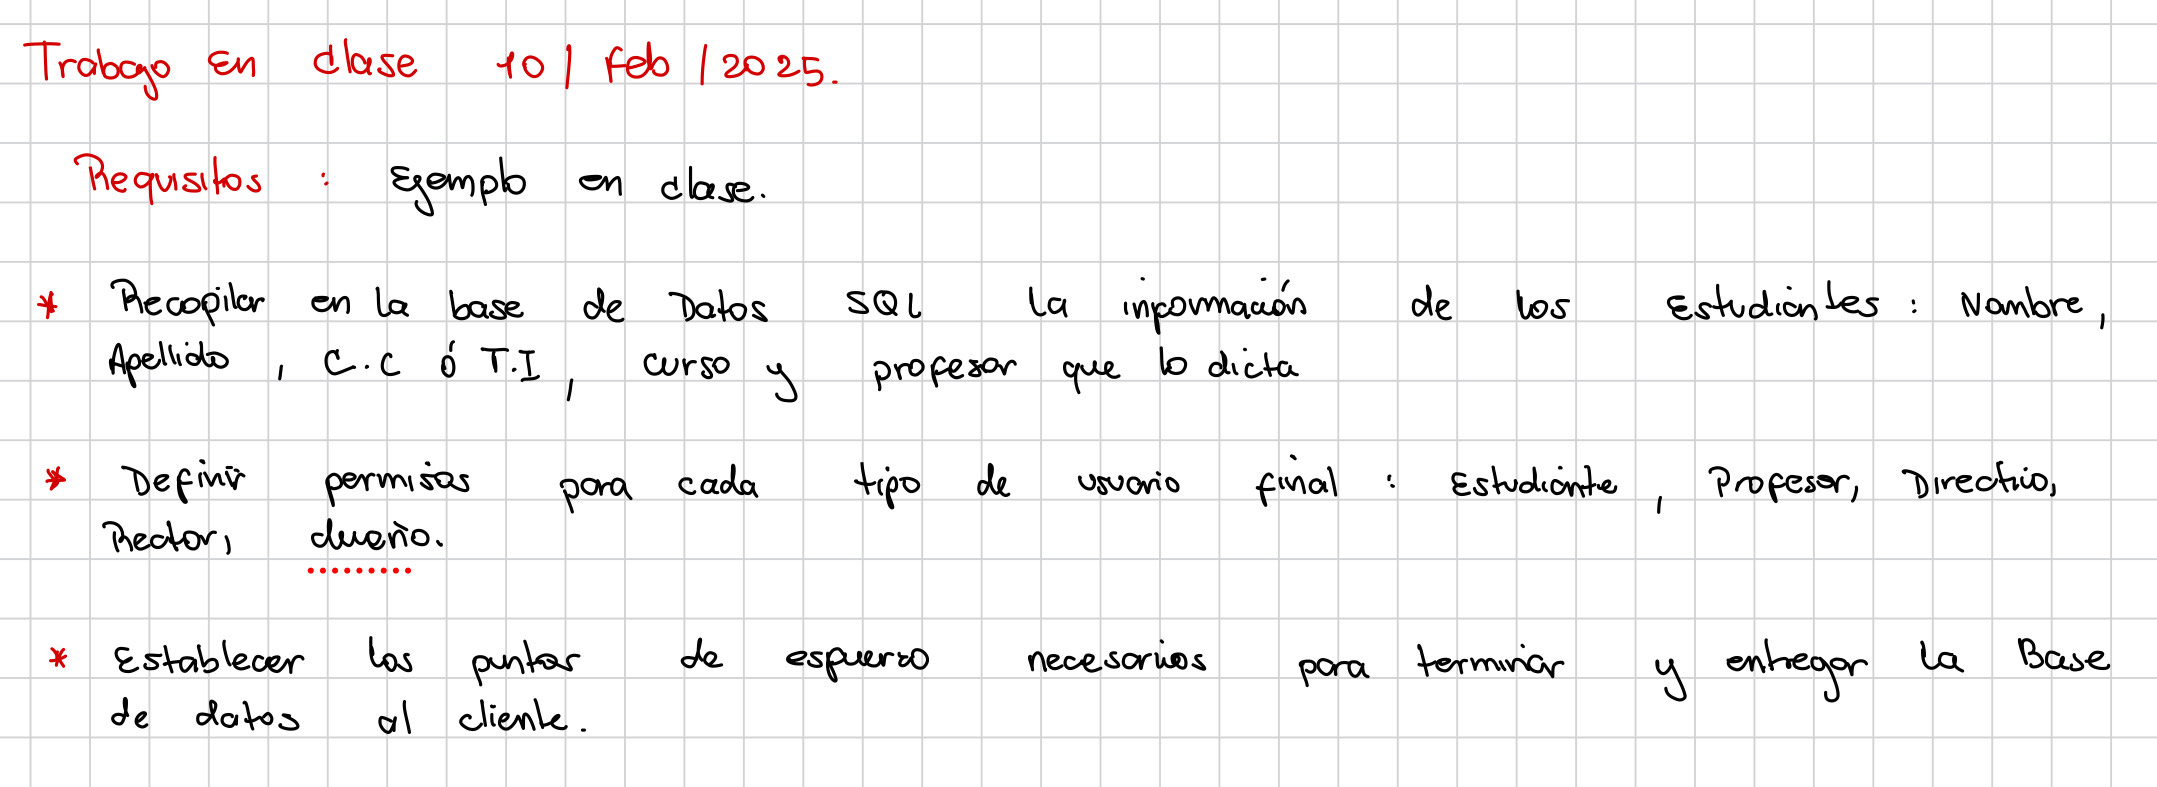 Trabajo en clase 10 / feb / 2025.
Requisitos : Ejemplo en clase.
* Recopilar en la base de Datos SQL la información de los Estudiantes : Nombre,
Apellido , C.C ó T.I , curso y profesor que lo dicta
* Definir permisos para cada tipo de usuario final : Estudiante , Profesor, Directivo,
Rector, dueño.
* Establecer los puntos de esfuerzo necesarios para terminar y entregar la Base
de datos al cliente.